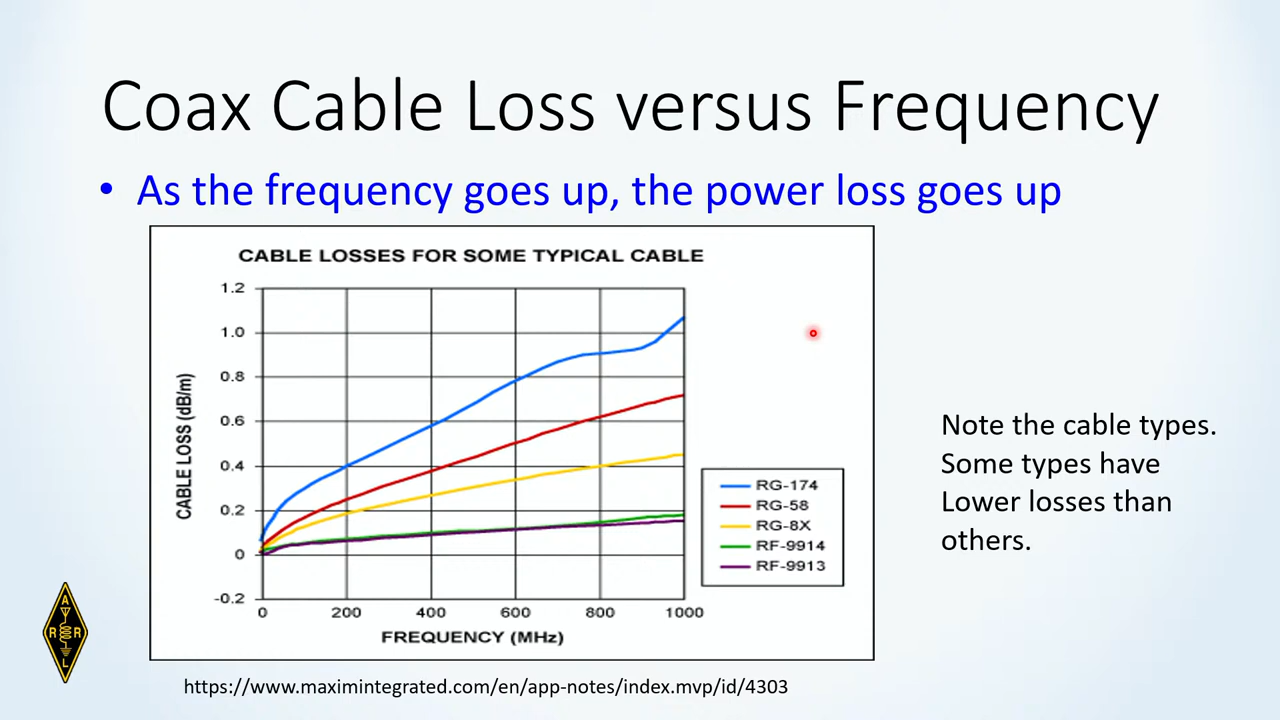 Coax Cable Loss versus Frequency
• As the frequency goes up, the power loss goes up
CABLE LOSSES FOR SOME TYPICAL CABLE
CABLE LOSS (dB/m)
1.2
1.0
0.8
0.6
0.4
0.2
0
-0.2
0 200 400 600 800 1000
FREQUENCY (MHz)
RG-174
RG-58
RG-8X
RF-9914
RF-9913
Note the cable types.
Some types have
Lower losses than
others.
A
R R
L
https://www.maximintegrated.com/en/app-notes/index.mvp/id/4303